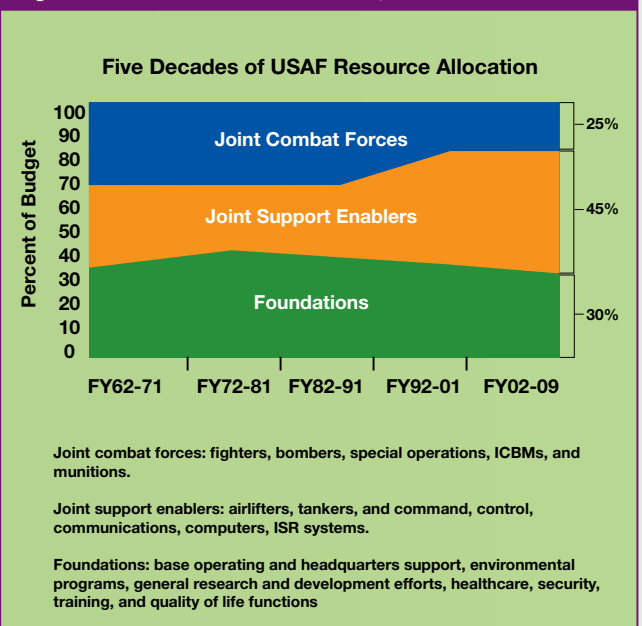 Five Decades of USAF Resource Allocation
Percent of Budget
100
90
80
70
60
50
40
30
20
10
0
Joint Combat Forces
Joint Support Enablers
Foundations
25%
45%
30%
FY62-71 FY72-81 FY82-91 FY92-01 FY02-09
Joint combat forces: fighters, bombers, special operations, ICBMs, and
munitions.
Joint support enablers: airlifters, tankers, and command, control,
communications, computers, ISR systems.
Foundations: base operating and headquarters support, environmental
programs, general research and development efforts, healthcare, security,
training, and quality of life functions